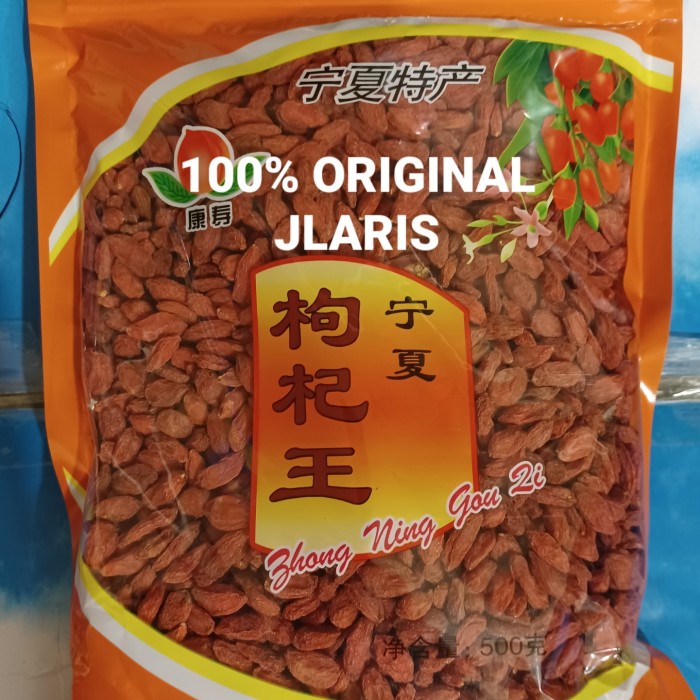 宁夏特产
100% ORIGINAL
康寿
JLARIS
宁夏
枸杞王
Zhong Ning Gou Qi
净含量: 500克